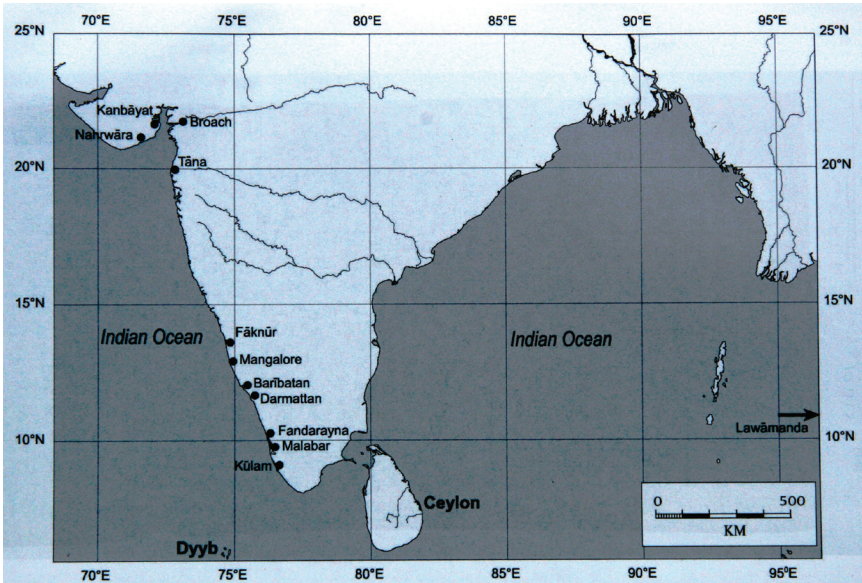 70°E 75°E 80°E 85°E 90°E 95°E
25°N 25°N
Kanbāyat
Broach
Nahrwāra
Tāna
20°N 20°N
15°N 15°N
Fāknūr
Indian Ocean Indian Ocean
Mangalore
Barībatan
Darmattan
Fandarayna
Lawāmanda
10°N 10°N
Malabar
Kūlam
Ceylon
0 500
KM
Dyyb
5°N 5°N
70°E 75°E 80°E 85°E 90°E 95°E